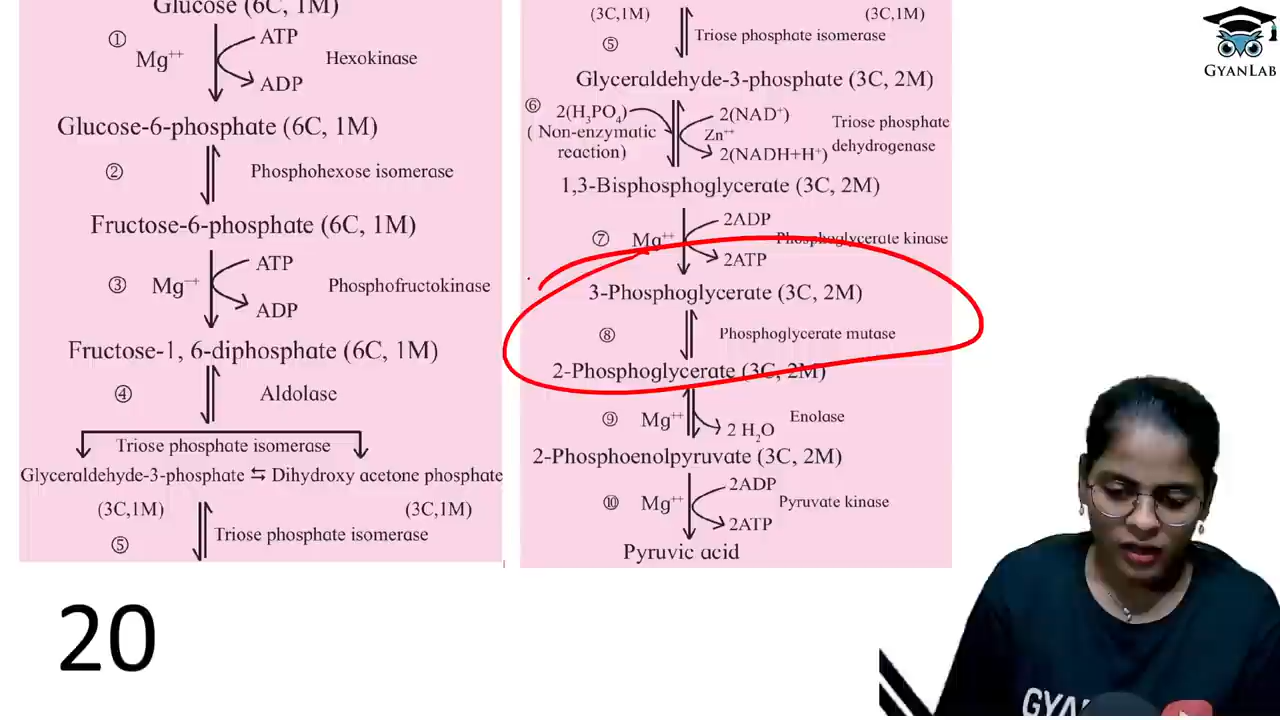 Glucose (6C, 1M)
① Mg⁺⁺ ATP Hexokinase
ADP
Glucose-6-phosphate (6C, 1M)
② Phosphohexose isomerase
Fructose-6-phosphate (6C, 1M)
③ Mg⁺⁺ ATP Phosphofructokinase
ADP
Fructose-1, 6-diphosphate (6C, 1M)
④ Aldolase
Triose phosphate isomerase
Glyceraldehyde-3-phosphate ⇆ Dihydroxy acetone phosphate
(3C,1M) (3C,1M)
⑤ Triose phosphate isomerase
(3C,1M) (3C,1M)
⑤ Triose phosphate isomerase
Glyceraldehyde-3-phosphate (3C, 2M)
⑥ 2(H₃PO₄) 2(NAD⁺) Triose phosphate
( Non-enzymatic Zn⁺⁺ dehydrogenase
reaction) 2(NADH+H⁺)
1,3-Bisphosphoglycerate (3C, 2M)
2ADP
⑦ Mg⁺⁺ Phosphoglycerate kinase
2ATP
3-Phosphoglycerate (3C, 2M)
⑧ Phosphoglycerate mutase
2-Phosphoglycerate (3C, 2M)
⑨ Mg⁺⁺ Enolase
2 H₂O
2-Phosphoenolpyruvate (3C, 2M)
2ADP
⑩ Mg⁺⁺ Pyruvate kinase
2ATP
Pyruvic acid
20
GYANLAB